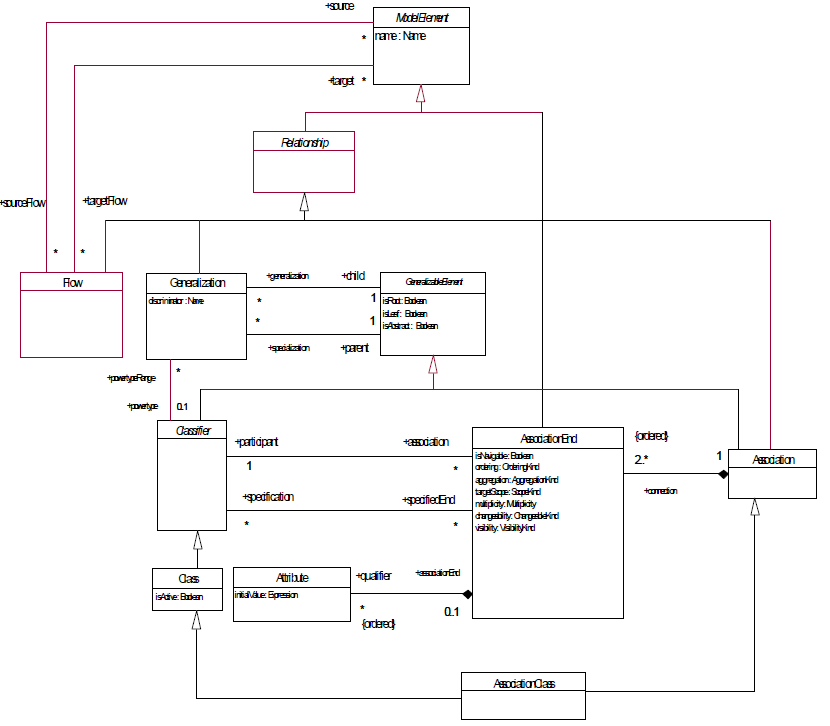 +source
ModelElement
*
name : Name
+target
*
Relationship
+sourceFlow
+targetFlow
*
*
Flow
Generalization
discriminator : Name
+generalization
+child
*
1
GeneralizableElement
isRoot : Boolean
isLeaf : Boolean
isAbstract : Boolean
*
1
+specialization
+parent
+powertypeRange
*
+powertype
0..1
Classifier
+participant
1
+association
*
+specification
*
+specifiedEnd
*
AssociationEnd
isNavigable : Boolean
ordering : OrderingKind
aggregation : AggregationKind
targetScope : ScopeKind
multiplicity : Multiplicity
changeability : ChangeableKind
visibility : VisibilityKind
{ordered}
2..*
1
+connection
Association
Class
isActive : Boolean
Attribute
initialValue : Expression
+qualifier
+associationEnd
*
0..1
{ordered}
AssociationClass